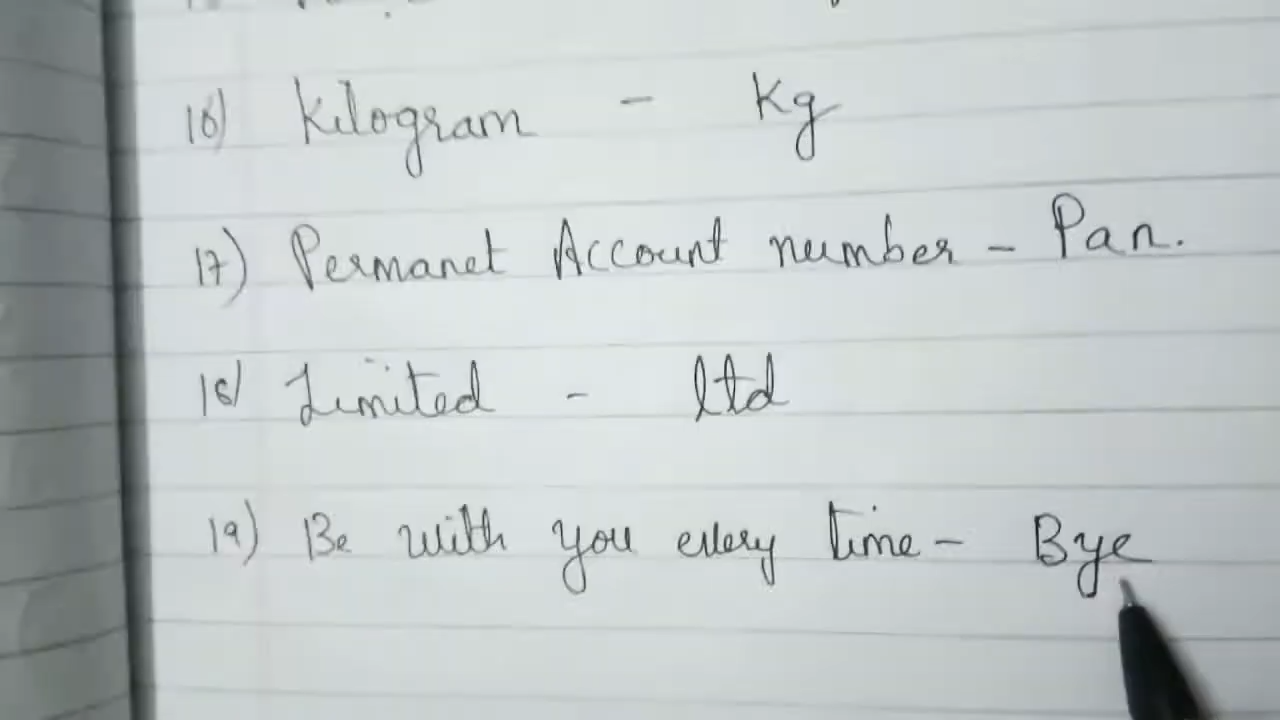 16) Kilogram - Kg
17) Permanet Account number - Pan.
18) Limited - ltd
19) Be with you every time - Bye